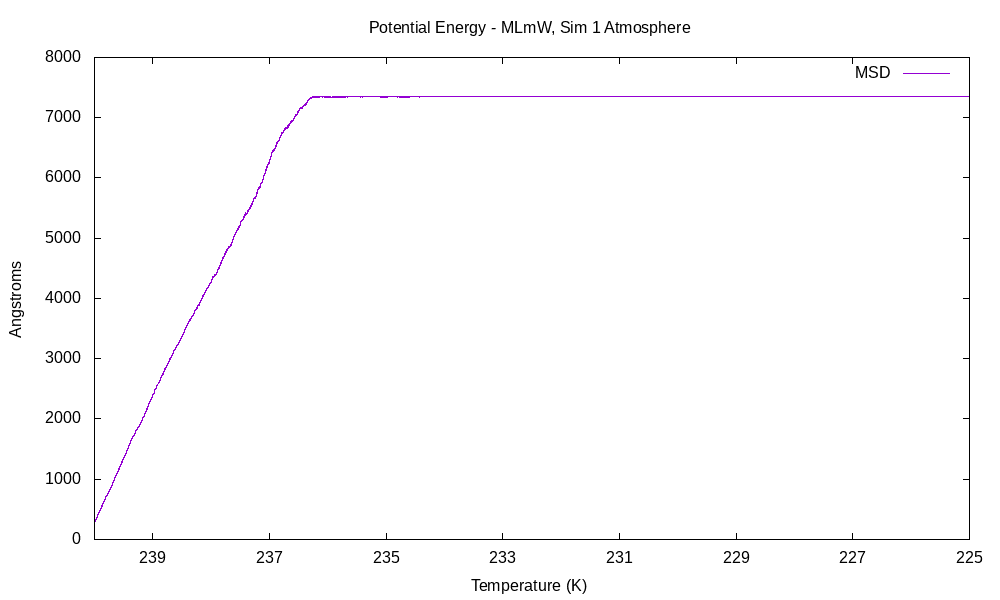 Potential Energy - MLmW, Sim 1 Atmosphere
MSD
8000
7000
6000
5000
4000
3000
2000
1000
0
Angstroms
239 237 235 233 231 229 227 225
Temperature (K)